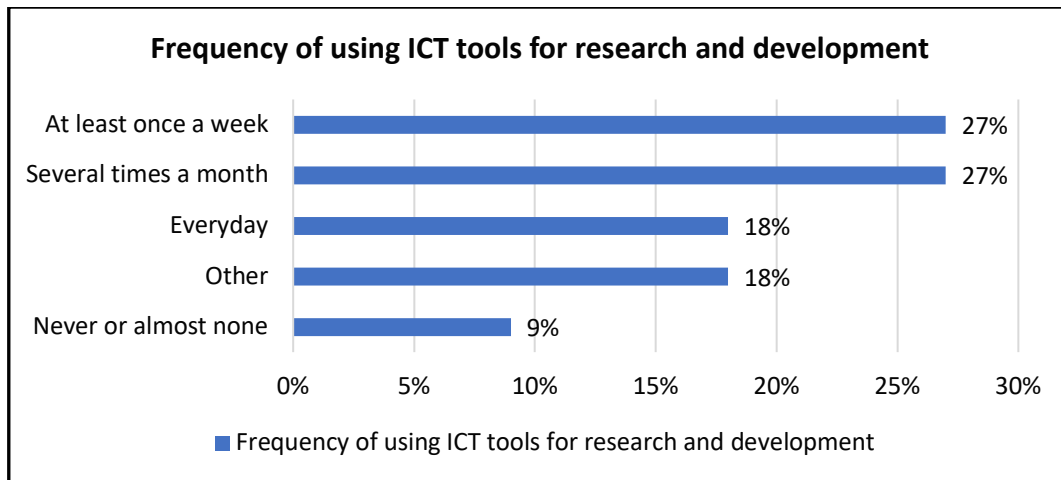 Frequency of using ICT tools for research and development
At least once a week 27%
Several times a month 27%
Everyday 18%
Other 18%
Never or almost none 9%
0% 5% 10% 15% 20% 25% 30%
Frequency of using ICT tools for research and development